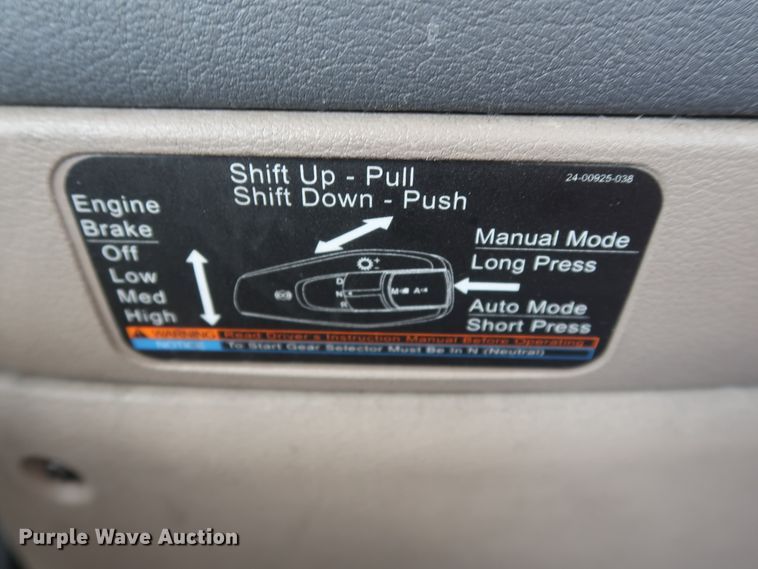 Shift Up - Pull
Shift Down - Push
24-00925-038
Engine
Brake
Off
Low
Med
High
D
N
R
M
A
+
-
Manual Mode
Long Press
Auto Mode
Short Press
WARNING Read Driver's Instruction Manual Before Operating
NOTICE To Start Gear Selector Must Be In N (Neutral)
Purple Wave Auction®